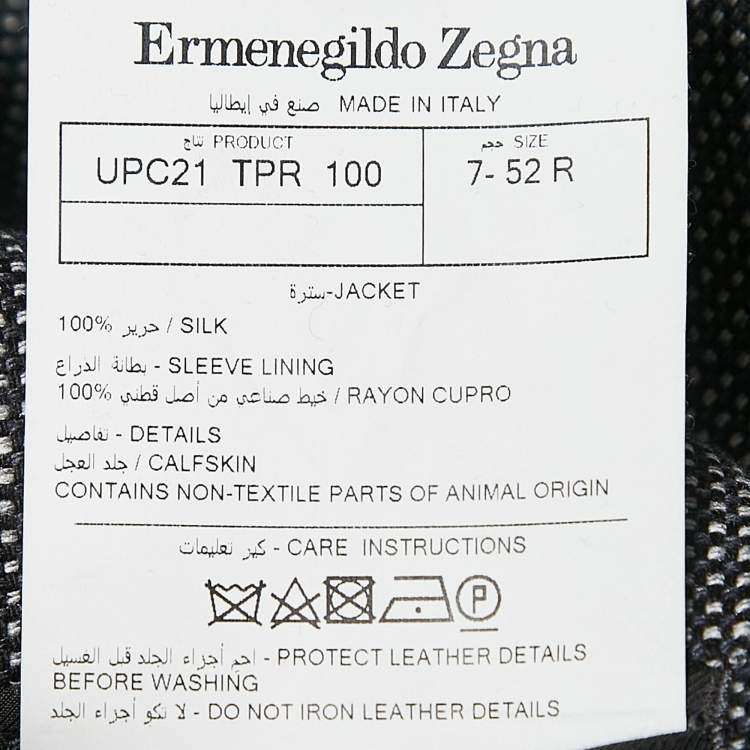 Ermenegildo Zegna
صنع في إيطاليا MADE IN ITALY
نتاج PRODUCT
UPC21 TPR 100
حجم SIZE
7- 52 R
سترة-JACKET
100% حرير / SILK
بطانة الدراع - SLEEVE LINING
100% خيط صناعي من أصل قطني / RAYON CUPRO
تفاصيل - DETAILS
جلد العجل / CALFSKIN
CONTAINS NON-TEXTILE PARTS OF ANIMAL ORIGIN
كير تعليمات - CARE INSTRUCTIONS
P
احم أجزاء الجلد قبل الغسيل - PROTECT LEATHER DETAILS
BEFORE WASHING
لا تكو أجزاء الجلد - DO NOT IRON LEATHER DETAILS